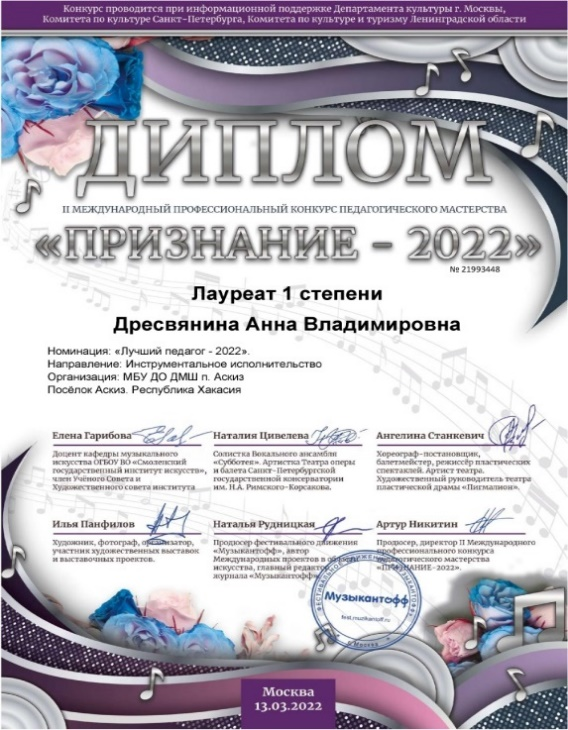 Конкурс проводится при информационной поддержке Департамента культуры г. Москвы,
Комитета по культуре Санкт-Петербурга, Комитета по культуре и туризму Ленинградской области
ДИПЛОМ
II МЕЖДУНАРОДНЫЙ ПРОФЕССИОНАЛЬНЫЙ КОНКУРС ПЕДАГОГИЧЕСКОГО МАСТЕРСТВА
«ПРИЗНАНИЕ – 2022»
№ 21993448
Лауреат 1 степени
Дресвянина Анна Владимировна
Номинация: «Лучший педагог - 2022».
Направление: Инструментальное исполнительство
Организация: МБУ ДО ДМШ п. Аскиз
Посёлок Аскиз. Республика Хакасия
Елена Гарибова
Доцент кафедры музыкального
искусства ОГБОУ ВО «Смоленский
государственный институт искусств»,
член Учёного Совета и
Художественного совета института
Наталия Цивелева
Солистка Вокального ансамбля
«Субботея». Артистка Театра оперы
и балета Санкт-Петербургской
государственной консерватории
им. Н.А. Римского-Корсакова.
Ангелина Станкевич
Хореограф-постановщик,
балетмейстер, режиссёр пластических
спектаклей. Артист театра.
Художественный руководитель театра
пластической драмы «Пигмалион».
Илья Панфилов
Художник, фотограф, организатор,
участник художественных выставок
и выставочных проектов.
Наталья Рудницкая
Продюсер фестивального движения
«Музыкантофф», автор
Международных проектов в области
искусства, главный редактор
журнала «Музыкантофф»
Артур Никитин
Продюсер, директор II Международного
профессионального конкурса
педагогического мастерства
«ПРИЗНАНИЕ-2022».
Музыкантофф
fest.muzikantoff.ru
г. Москва
Москва
13.03.2022